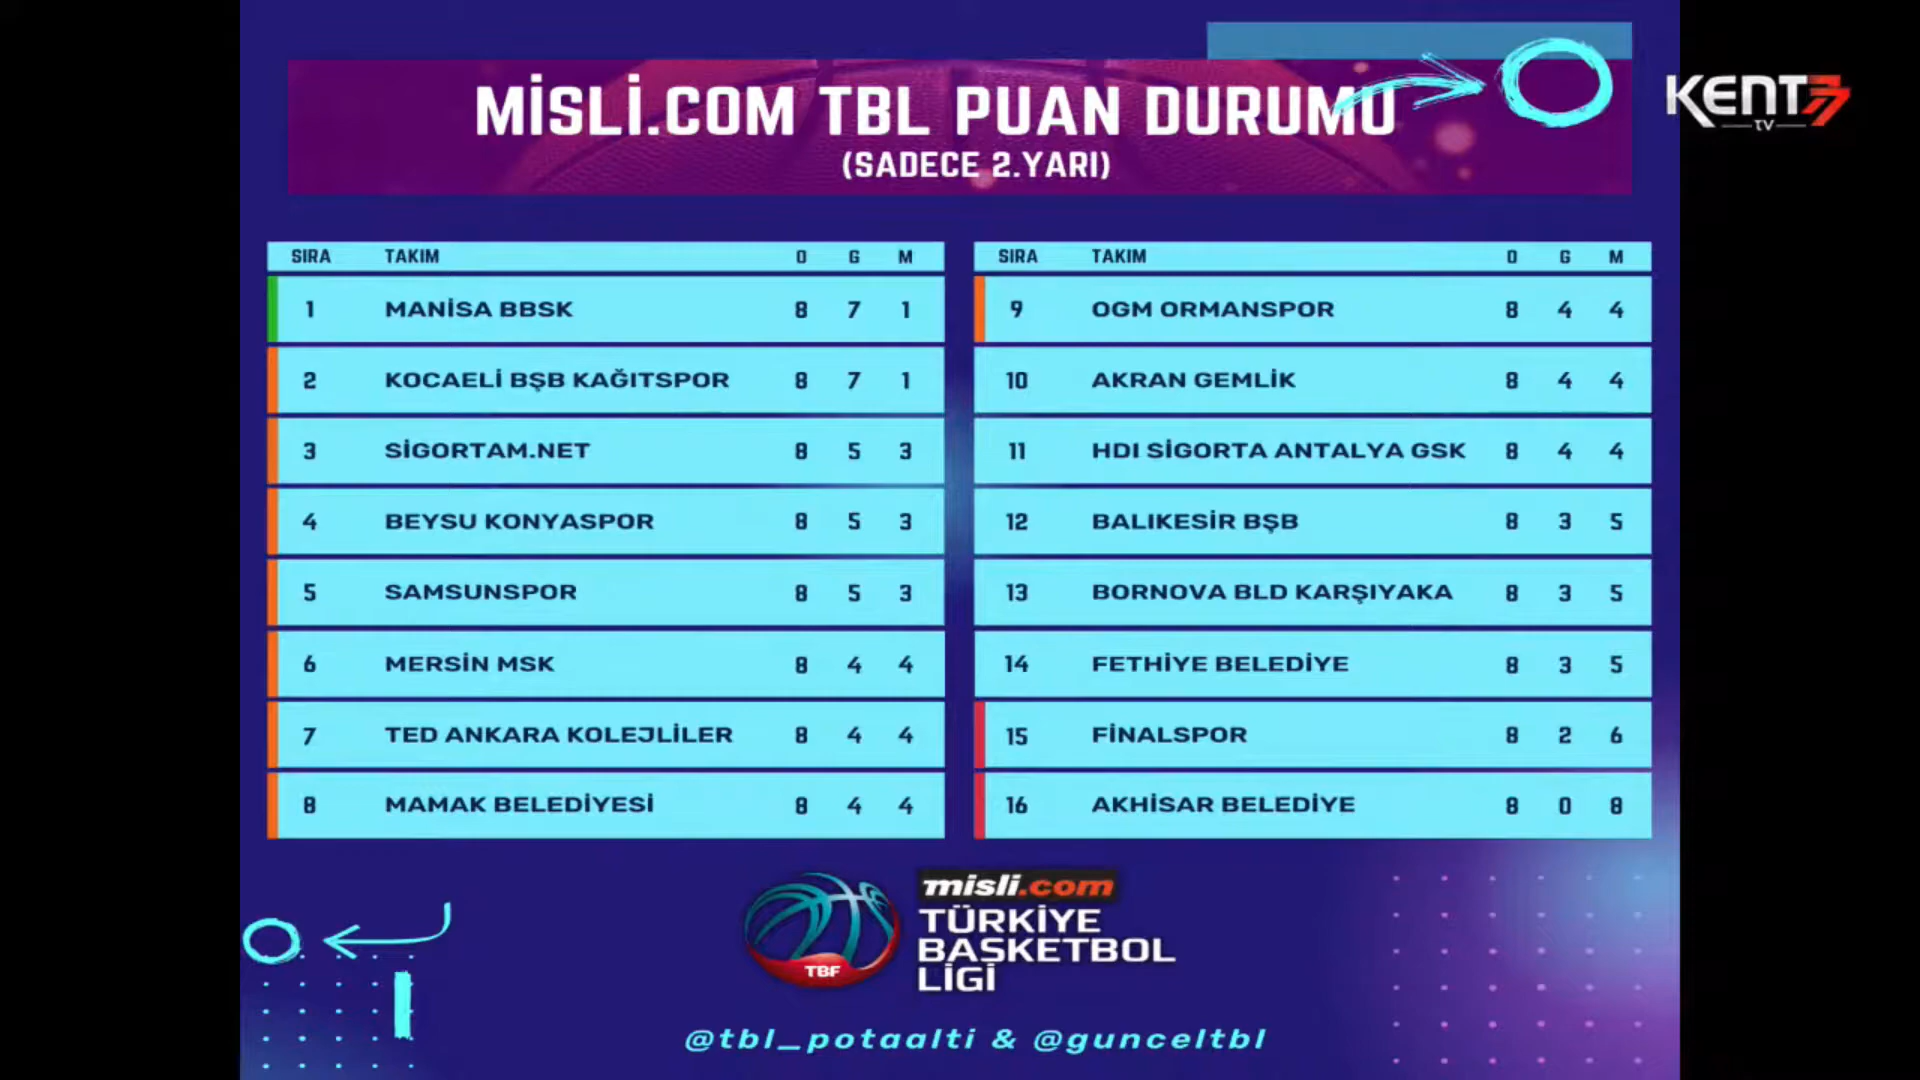 MİSLİ.COM TBL PUAN DURUMU
(SADECE 2.YARI)
KENT
TV
SIRA TAKIM O G M
1 MANİSA BBSK 8 7 1
2 KOCAELİ BŞB KAĞITSPOR 8 7 1
3 SİGORTAM.NET 8 5 3
4 BEYSU KONYASPOR 8 5 3
5 SAMSUNSPOR 8 5 3
6 MERSİN MSK 8 4 4
7 TED ANKARA KOLEJLİLER 8 4 4
8 MAMAK BELEDİYESİ 8 4 4
SIRA TAKIM O G M
9 OGM ORMANSPOR 8 4 4
10 AKRAN GEMLİK 8 4 4
11 HDI SİGORTA ANTALYA GSK 8 4 4
12 BALIKESİR BŞB 8 3 5
13 BORNOVA BLD KARŞIYAKA 8 3 5
14 FETHİYE BELEDİYE 8 3 5
15 FİNALSPOR 8 2 6
16 AKHİSAR BELEDİYE 8 0 8
TBF
misli.com
TÜRKİYE
BASKETBOL
LİGİ
@tbl_potaalti & @gunceltbl